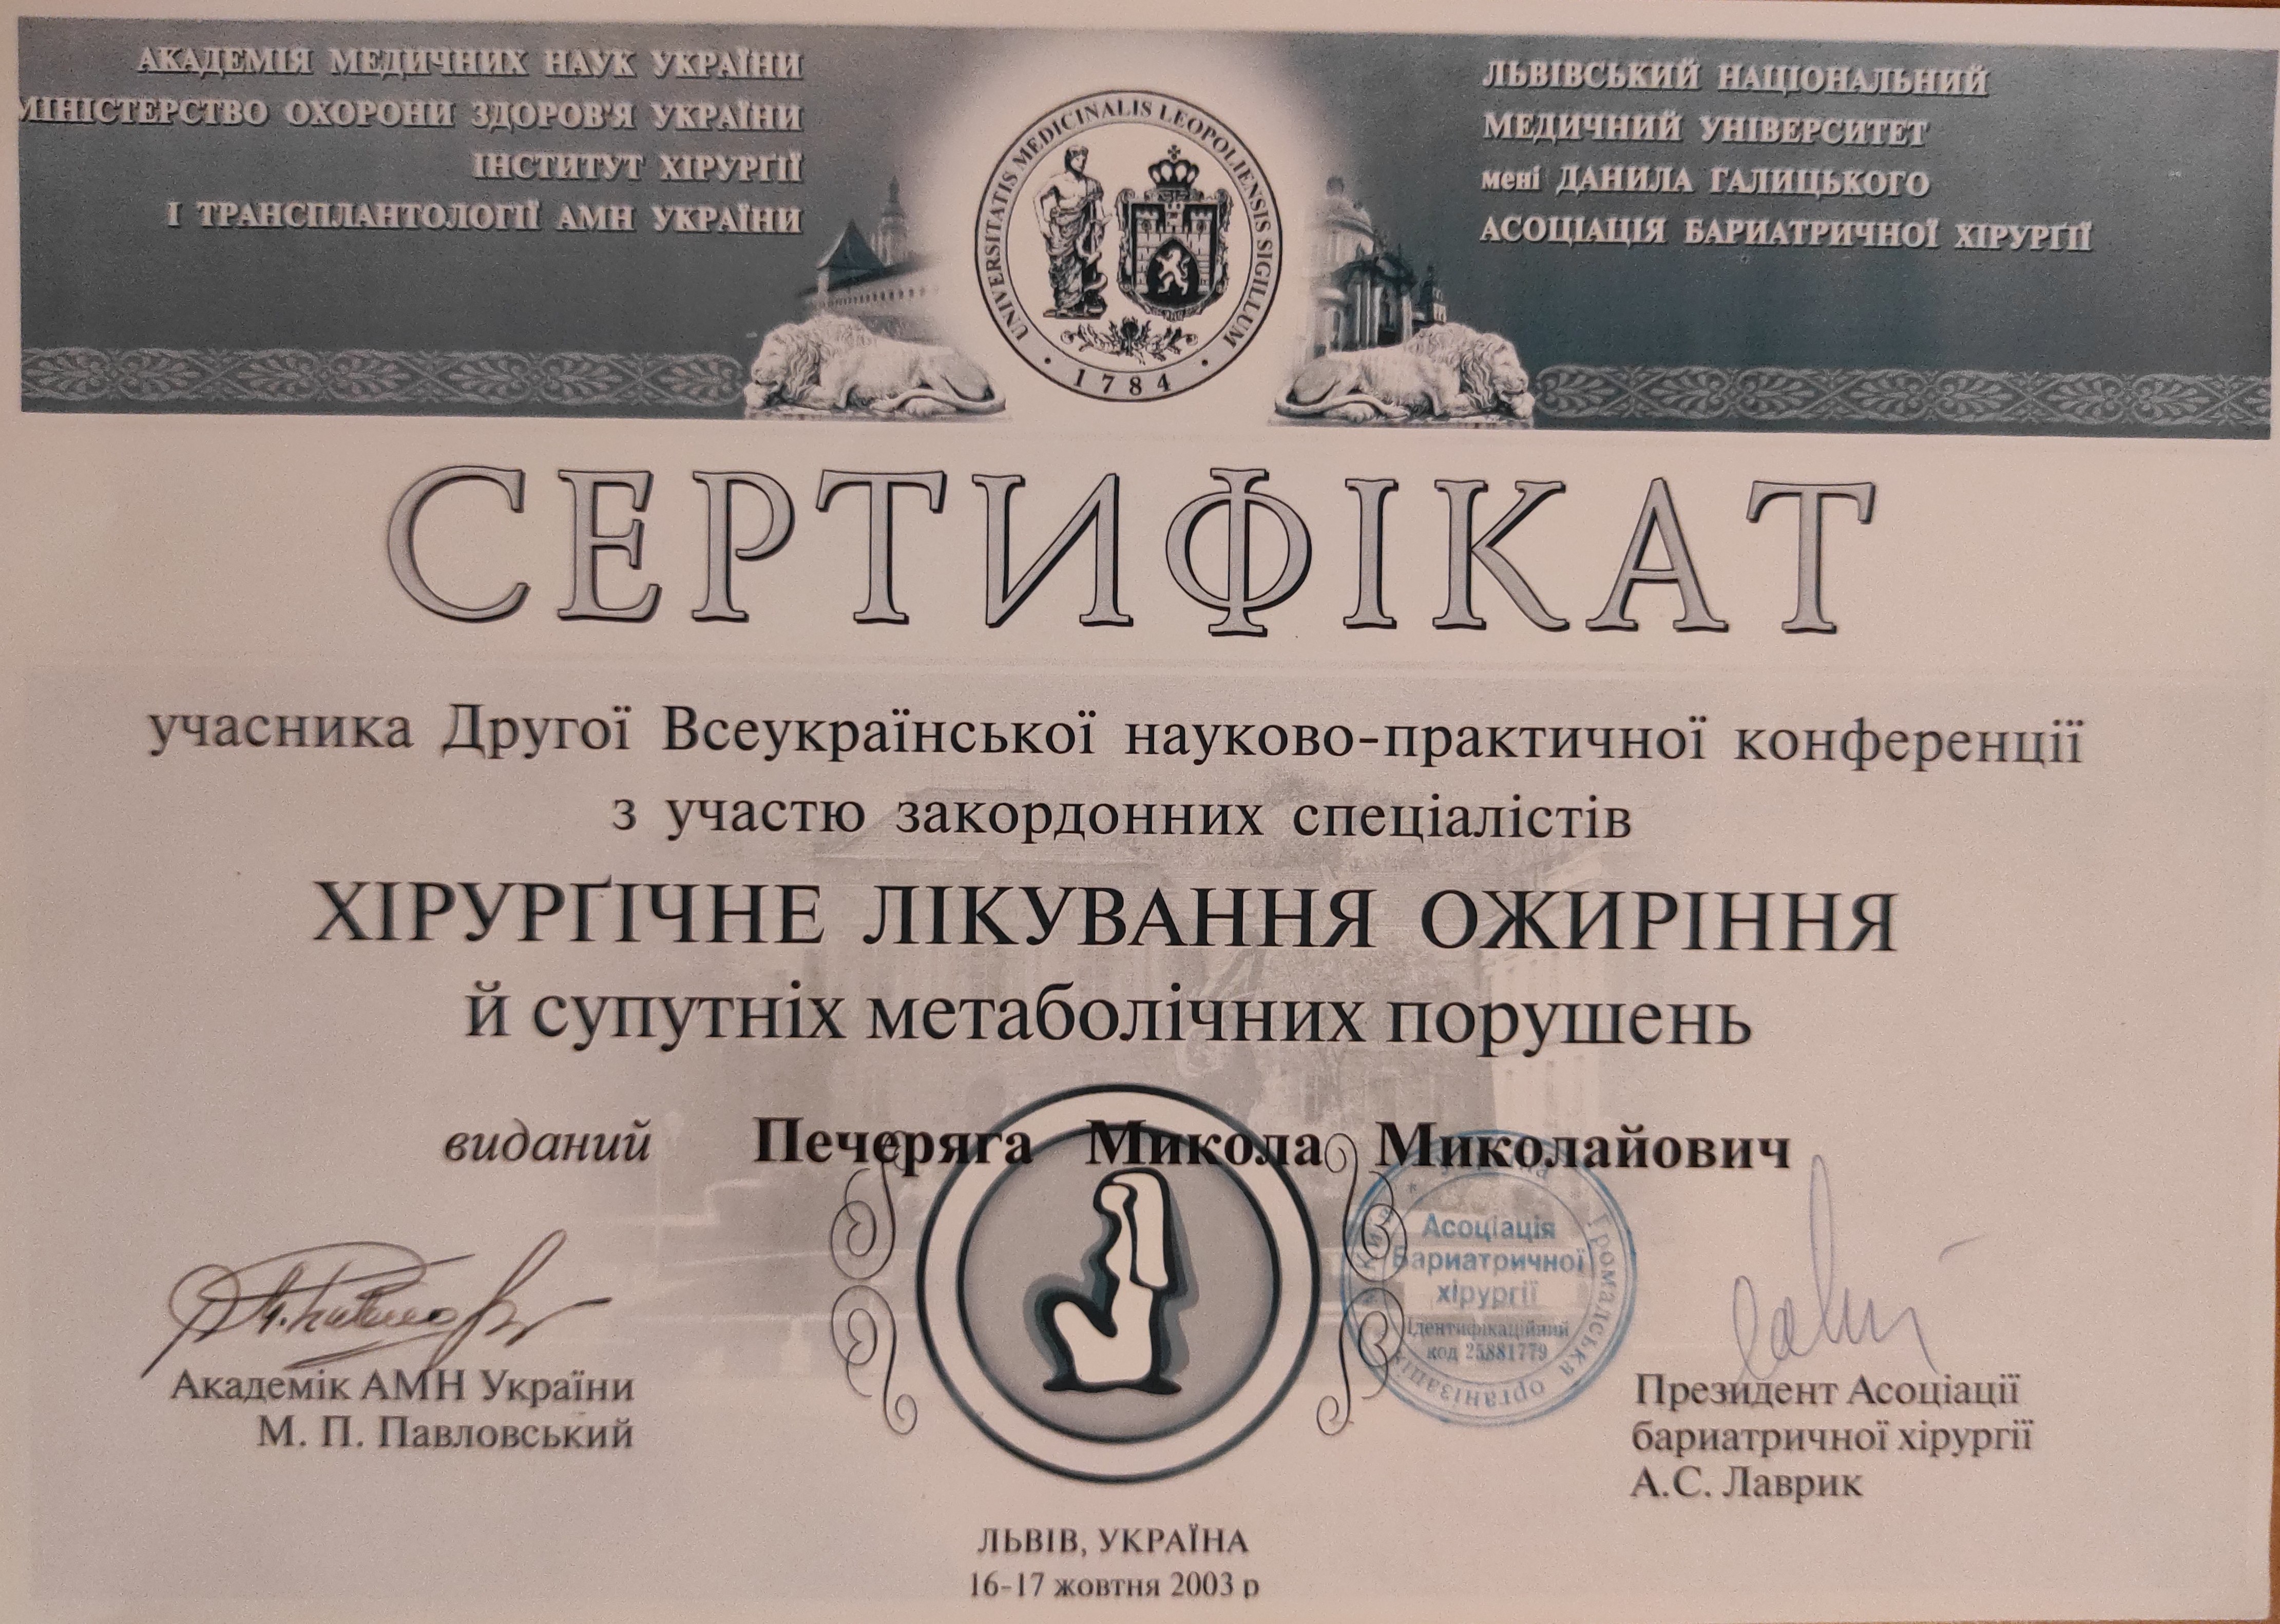 АКАДЕМІЯ МЕДИЧНИХ НАУК УКРАЇНИ
МІНІСТЕРСТВО ОХОРОНИ ЗДОРОВ'Я УКРАЇНИ
ІНСТИТУТ ХІРУРГІЇ
І ТРАНСПЛАНТОЛОГІЇ АМН УКРАЇНИ
ЛЬВІВСЬКИЙ НАЦІОНАЛЬНИЙ
МЕДИЧНИЙ УНІВЕРСИТЕТ
мені ДАНИЛА ГАЛИЦЬКОГО
АСОЦІАЦІЯ БАРИАТРИЧНОЇ ХІРУРГІЇ
UNIVERSITATIS MEDICINALIS LEOPOLIENSIS SIGILLUM
· 1784 ·
СЕРТИФІКАТ
учасника Другої Всеукраїнської науково-практичної конференції
з участю закордонних спеціалістів
ХІРУРҐІЧНЕ ЛІКУВАННЯ ОЖИРІННЯ
й супутніх метаболічних порушень
виданий Печеряга Микола Миколайович
Громадська організація
Асоціація
Бариатричної
хірургії
Ідентифікаційний
код 25881779
Академік АМН України
М. П. Павловський
Президент Асоціації
бариатричної хірургії
А.С. Лаврик
ЛЬВІВ, УКРАЇНА
16-17 жовтня 2003 р